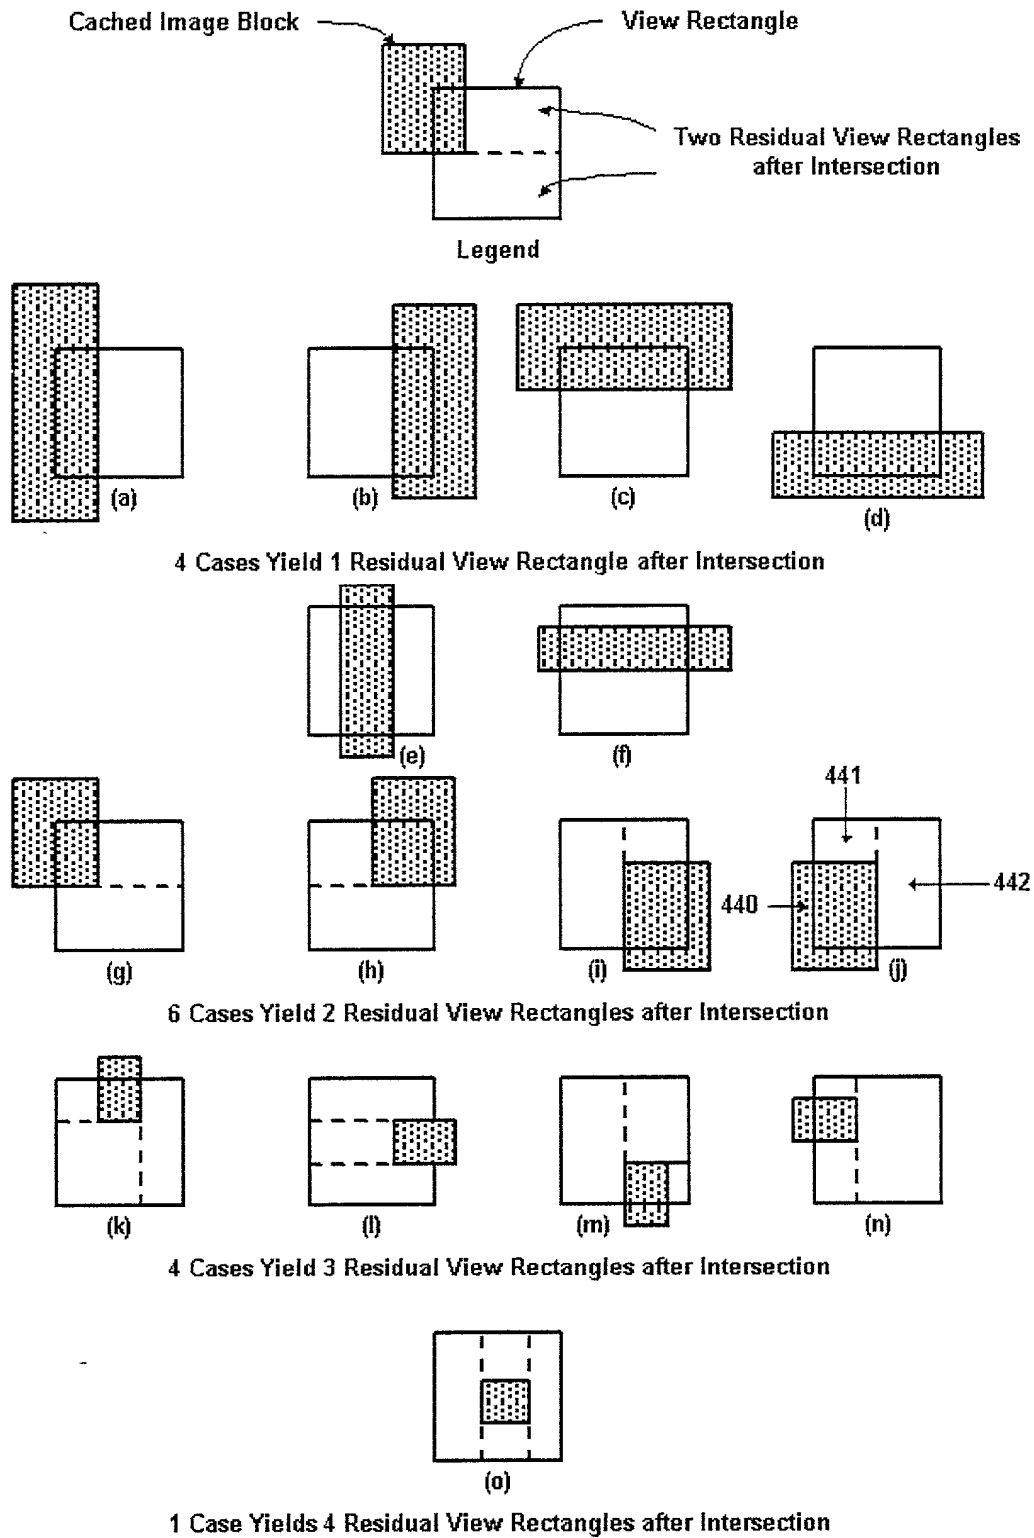 Cached Image Block
View Rectangle
Two Residual View Rectangles
after Intersection
Legend
(a)
(b)
(c)
(d)
4 Cases Yield 1 Residual View Rectangle after Intersection
(e)
(f)
441
440
442
(g)
(h)
(i)
(j)
6 Cases Yield 2 Residual View Rectangles after Intersection
(k)
(l)
(m)
(n)
4 Cases Yield 3 Residual View Rectangles after Intersection
(o)
1 Case Yields 4 Residual View Rectangles after Intersection